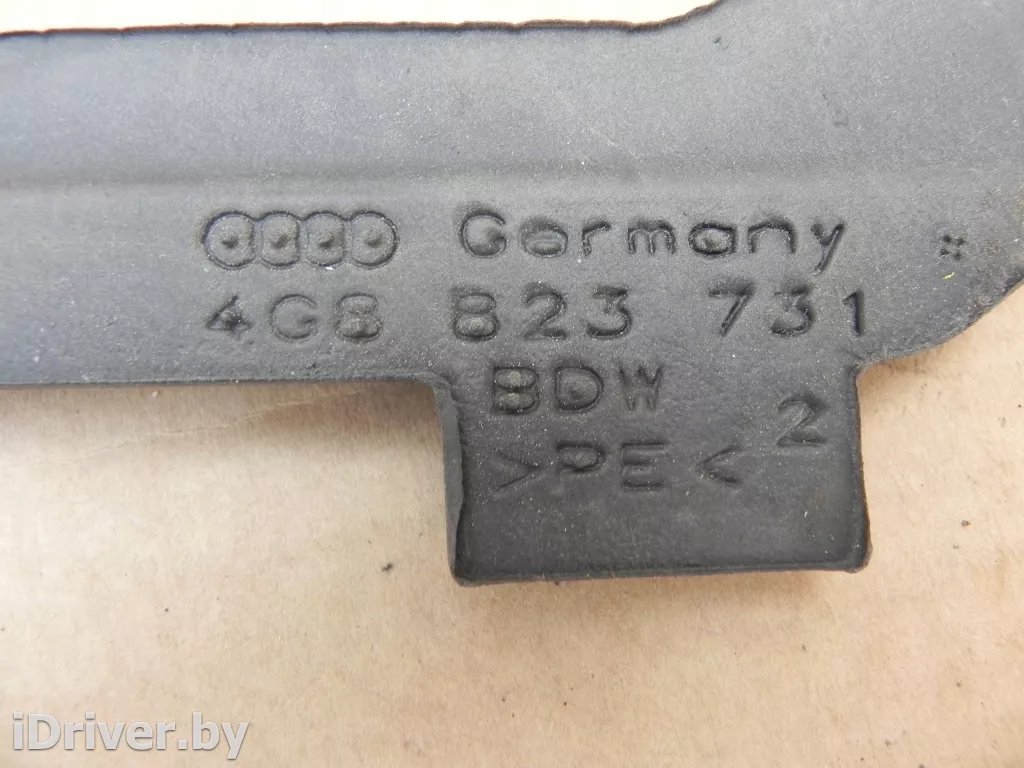 Germany
4G8 823 731
BDW
2
>PE<
iDriver.by